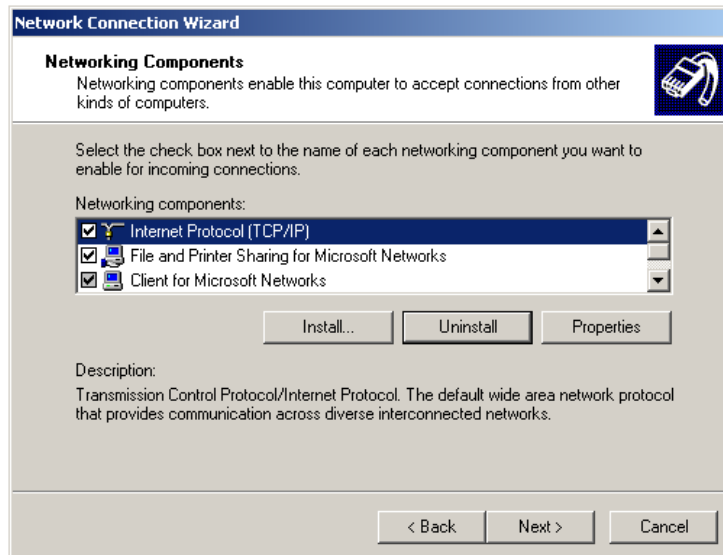 Network Connection Wizard
Networking Components
Networking components enable this computer to accept connections from other
kinds of computers.
Select the check box next to the name of each networking component you want to
enable for incoming connections.
Networking components:
Internet Protocol (TCP/IP)
File and Printer Sharing for Microsoft Networks
Client for Microsoft Networks
Install... Uninstall Properties
Description:
Transmission Control Protocol/Internet Protocol. The default wide area network protocol
that provides communication across diverse interconnected networks.
< Back Next > Cancel